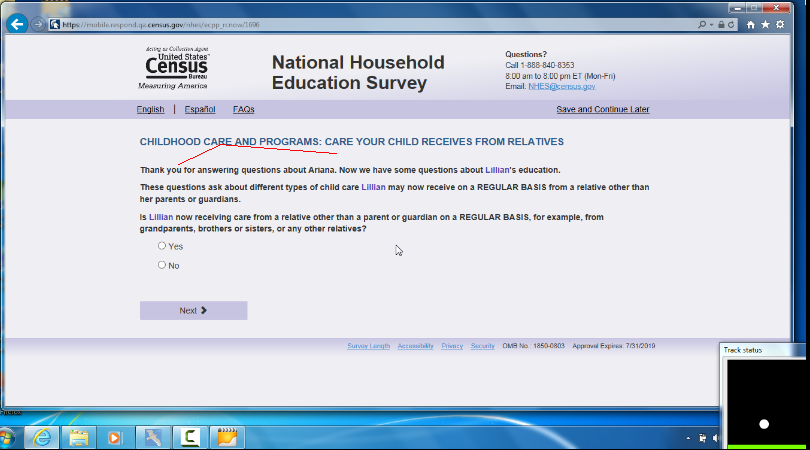 https://mobile.respond.qa.census.gov/nhes/ecpp_rcnow/1696
Acting as Collection Agent
United States®
Census
Bureau
Measuring America
National Household
Education Survey
Questions?
Call 1-888-840-8353
8:00 am to 8:00 pm ET (Mon-Fri)
Email: NHES@census.gov
English | Español FAQs Save and Continue Later
CHILDHOOD CARE AND PROGRAMS: CARE YOUR CHILD RECEIVES FROM RELATIVES
Thank you for answering questions about Ariana. Now we have some questions about Lillian's education.
These questions ask about different types of child care Lillian may now receive on a REGULAR BASIS from a relative other than
her parents or guardians.
Is Lillian now receiving care from a relative other than a parent or guardian on a REGULAR BASIS, for example, from
grandparents, brothers or sisters, or any other relatives?
Yes
No
Next
Survey Length Accessibility Privacy Security OMB No. 1850-0803 Approval Expires: 7/31/2019
Track status